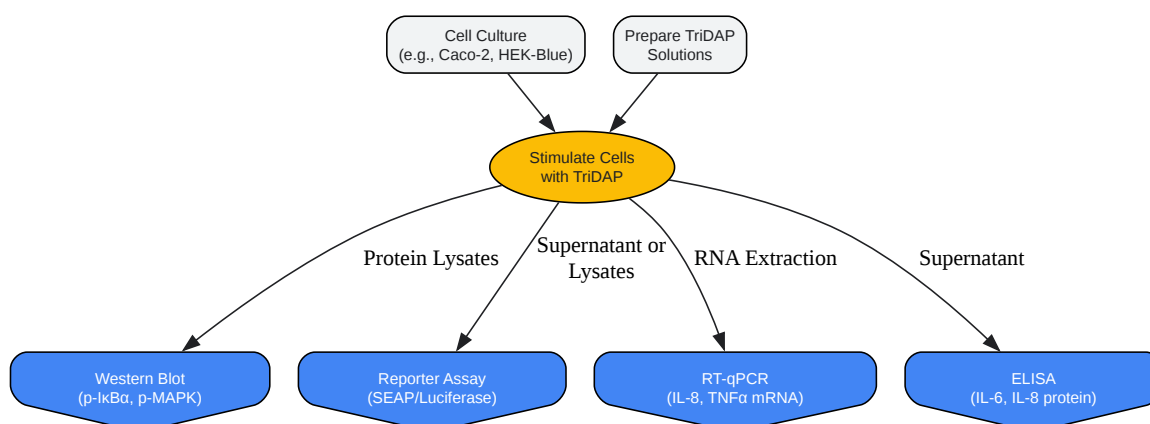 Cell Culture
(e.g., Caco-2, HEK-Blue)
Prepare TriDAP
Solutions
Stimulate Cells
with TriDAP
Protein Lysates
Supernatant or
Lysates
RNA Extraction
Supernatant
Western Blot
(p-IκBα, p-MAPK)
Reporter Assay
(SEAP/Luciferase)
RT-qPCR
(IL-8, TNFα mRNA)
ELISA
(IL-6, IL-8 protein)